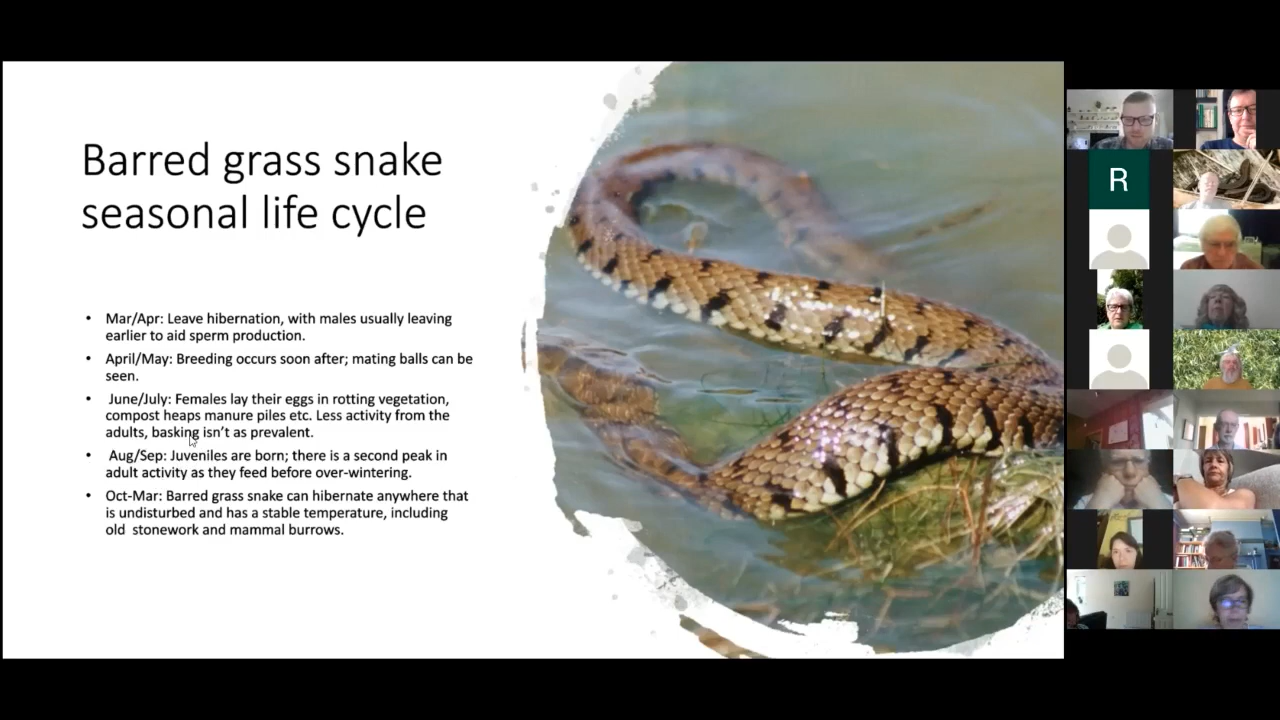 Barred grass snake
seasonal life cycle
• Mar/Apr: Leave hibernation, with males usually leaving
earlier to aid sperm production.
• April/May: Breeding occurs soon after; mating balls can be
seen.
• June/July: Females lay their eggs in rotting vegetation,
compost heaps manure piles etc. Less activity from the
adults, basking isn't as prevalent.
• Aug/Sep: Juveniles are born; there is a second peak in
adult activity as they feed before over-wintering.
• Oct-Mar: Barred grass snake can hibernate anywhere that
is undisturbed and has a stable temperature, including
old stonework and mammal burrows.
R